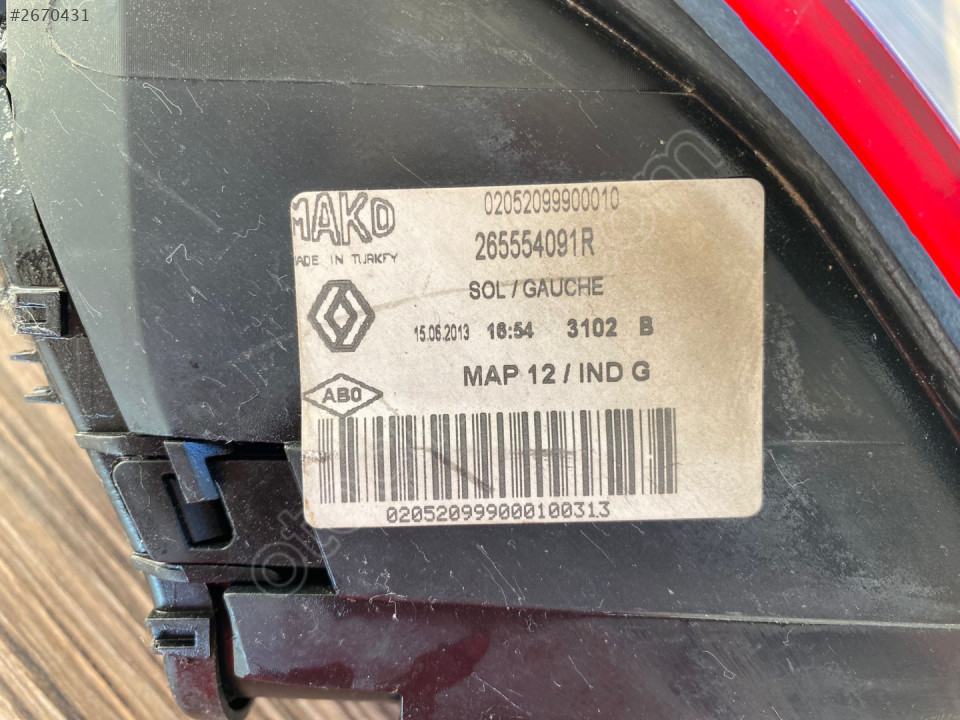 #2670431
MAKO
02052099900010
MADE IN TURKEY
265554091R
SOL / GAUCHE
15.06.2013 16:54 3102 B
MAP 12 / IND G
AB0
020520999000100313